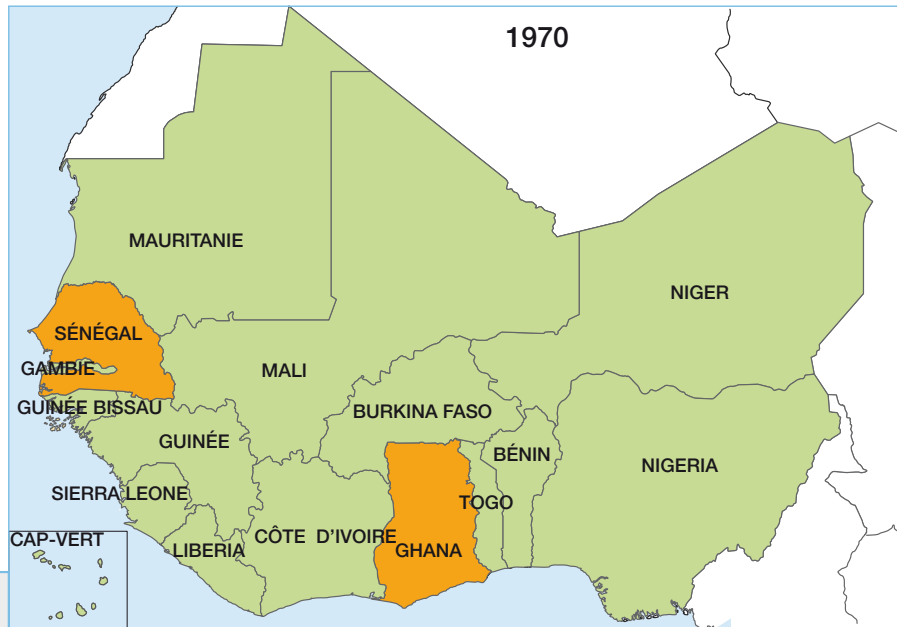 1970
MAURITANIE
NIGER
SÉNÉGAL
GAMBIE
MALI
GUINÉE BISSAU
BURKINA FASO
GUINÉE
BÉNIN
NIGERIA
SIERRA LEONE
TOGO
CÔTE D'IVOIRE
CAP-VERT
LIBERIA
GHANA